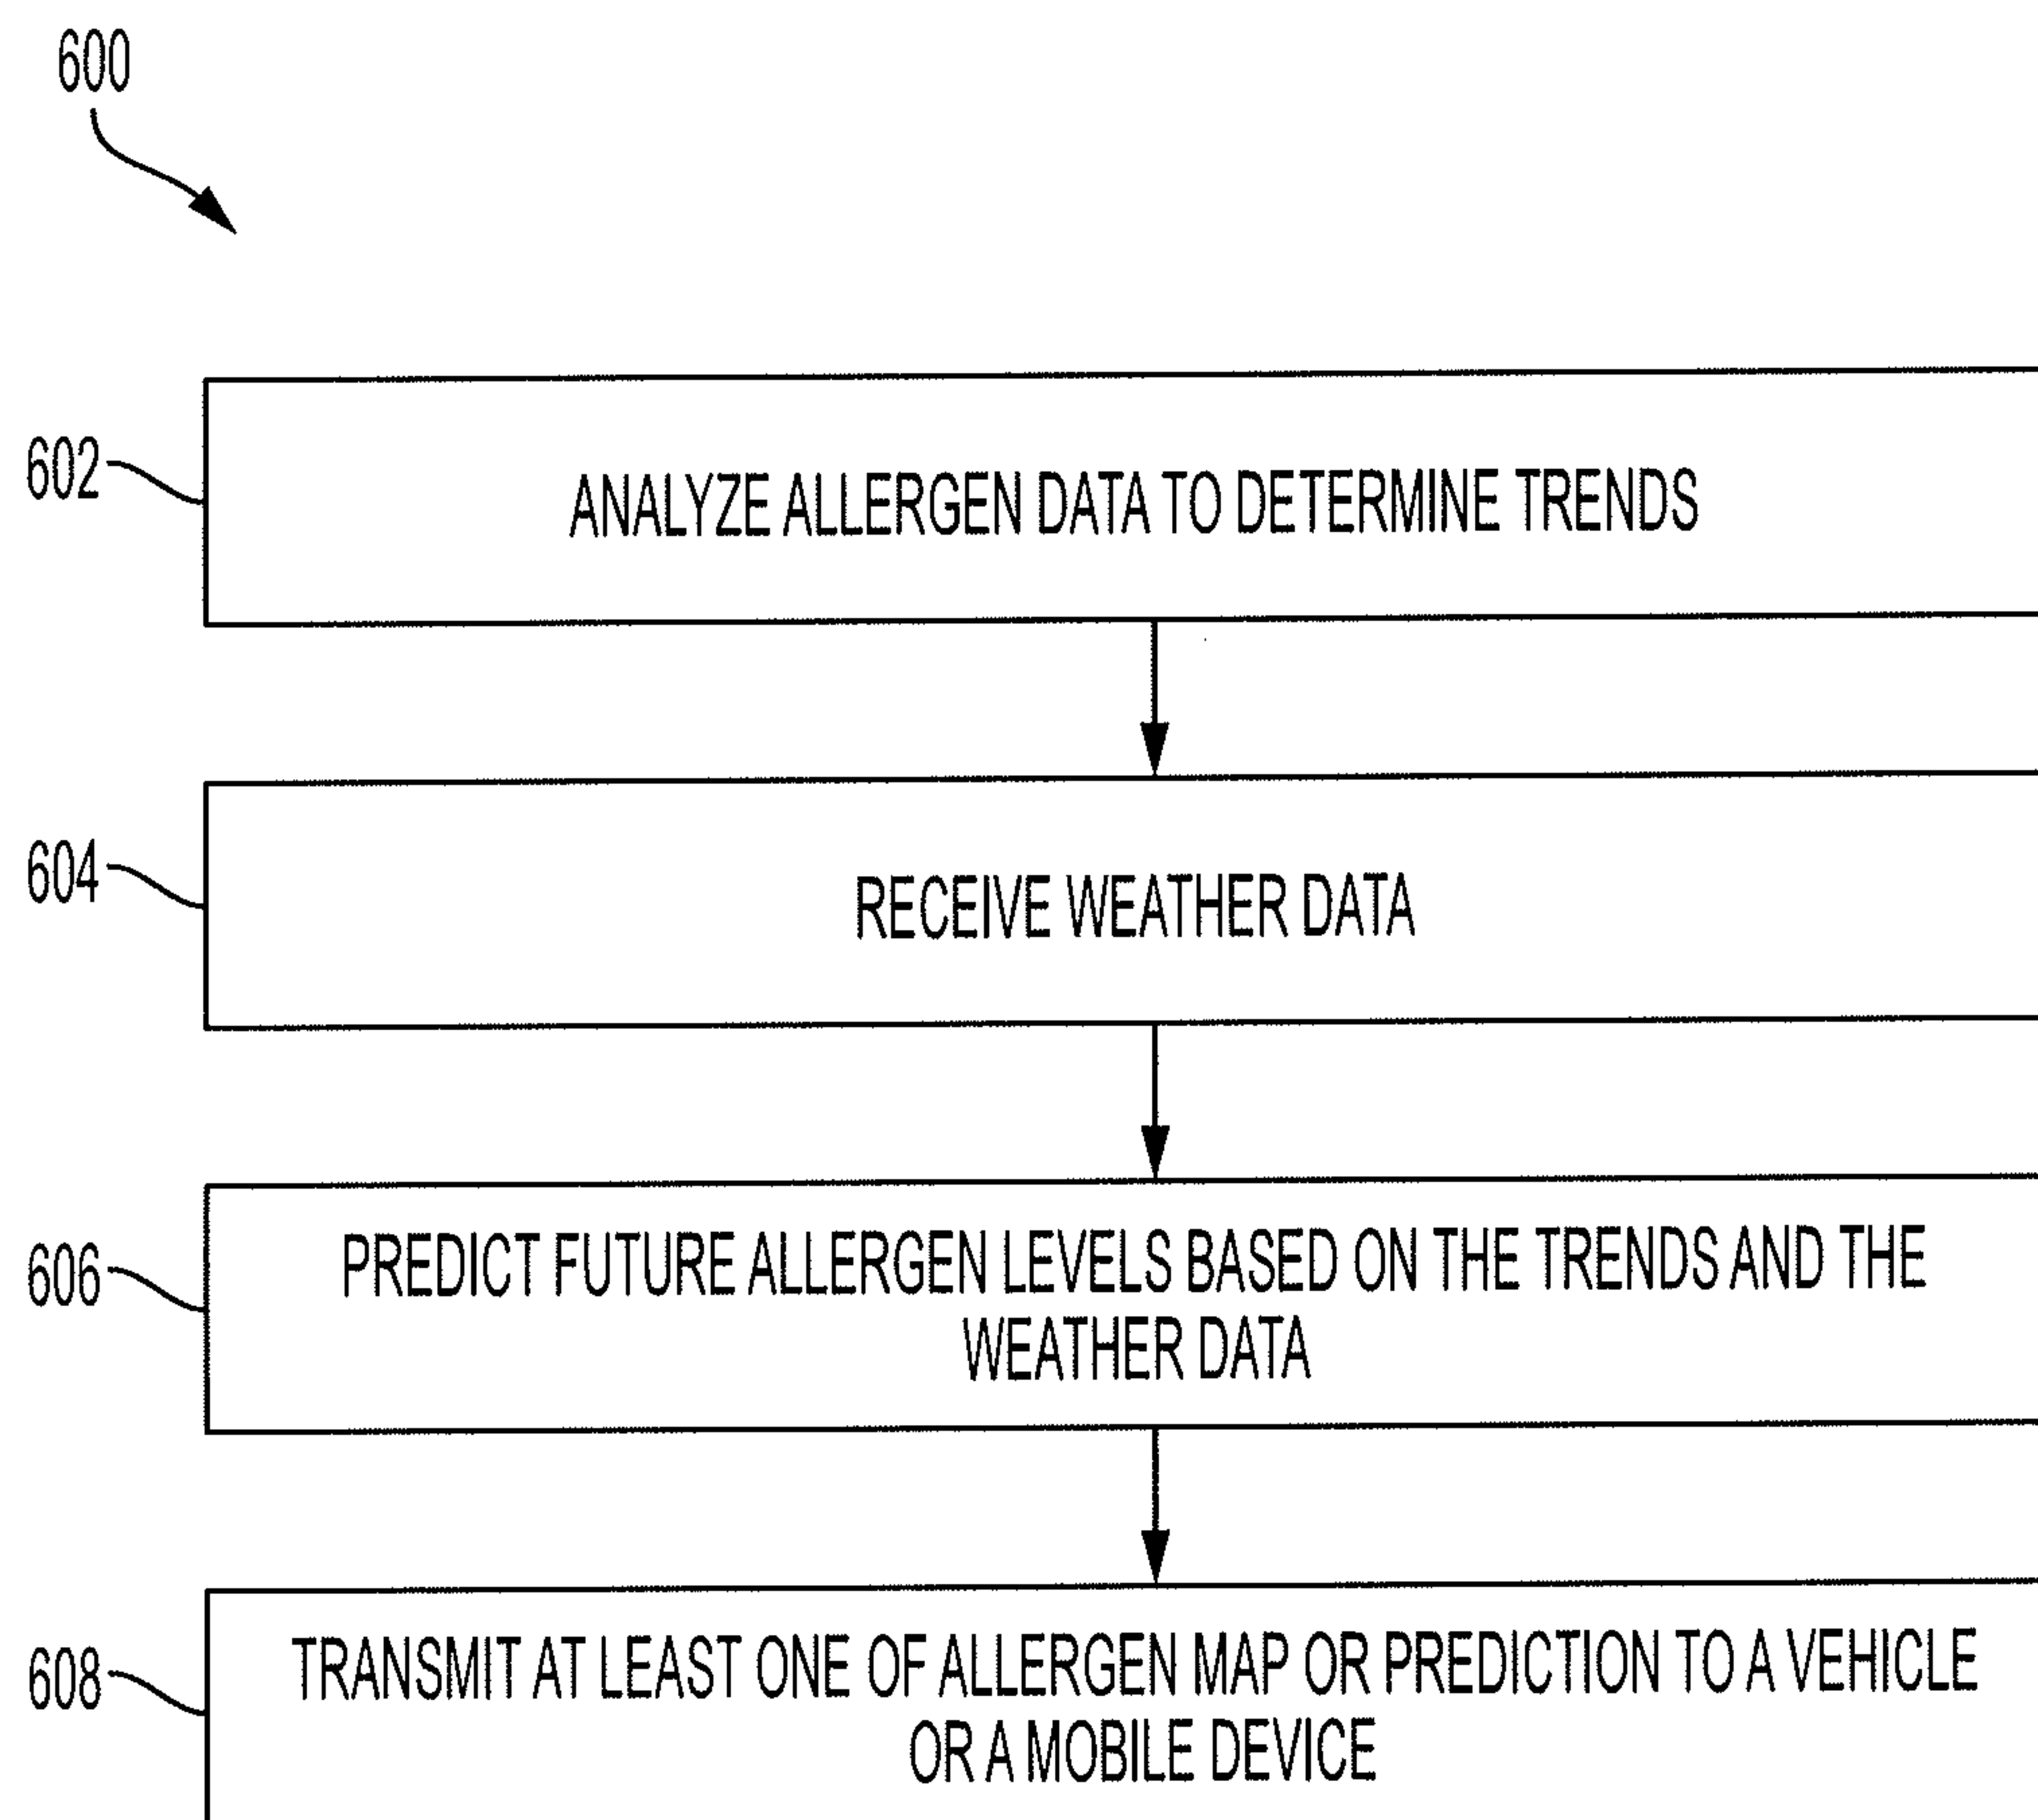 600
602
ANALYZE ALLERGEN DATA TO DETERMINE TRENDS
604
RECEIVE WEATHER DATA
606
PREDICT FUTURE ALLERGEN LEVELS BASED ON THE TRENDS AND THE
WEATHER DATA
608
TRANSMIT AT LEAST ONE OF ALLERGEN MAP OR PREDICTION TO A VEHICLE
OR A MOBILE DEVICE